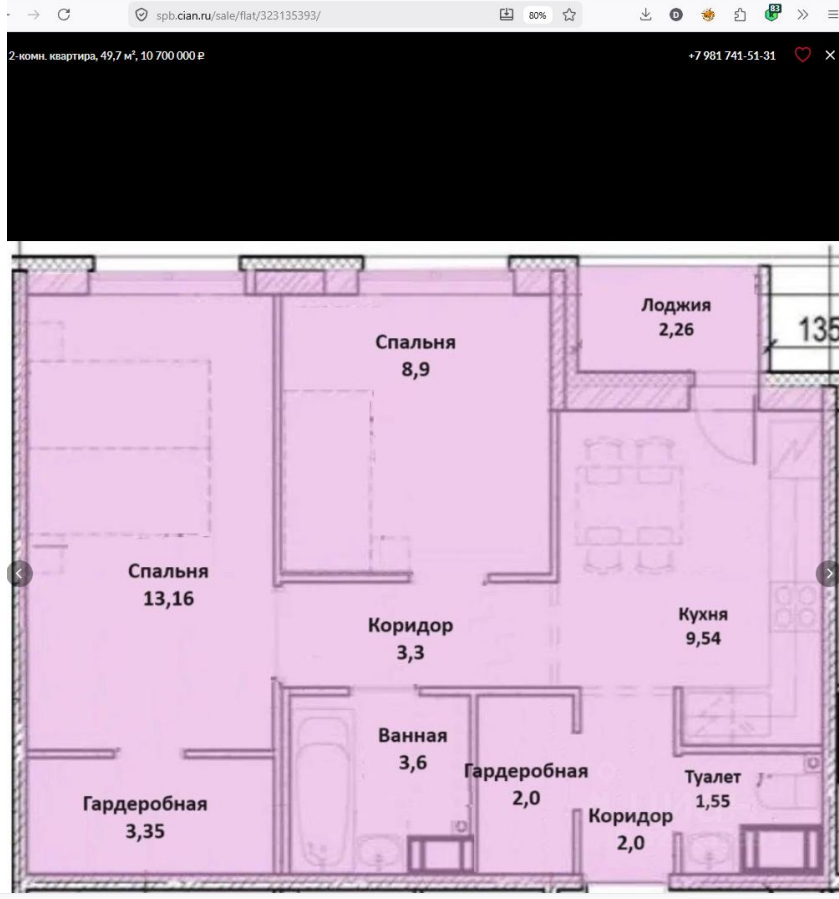 spb.cian.ru/sale/flat/323135393/
80%
83
2-комн. квартира, 49,7 м², 10 700 000 ₽
+7 981 741-51-31
Лоджия
2,26
135
Спальня
8,9
Спальня
13,16
Коридор
3,3
Кухня
9,54
Ванная
3,6
Гардеробная
2,0
Туалет
1,55
Гардеробная
3,35
Коридор
2,0